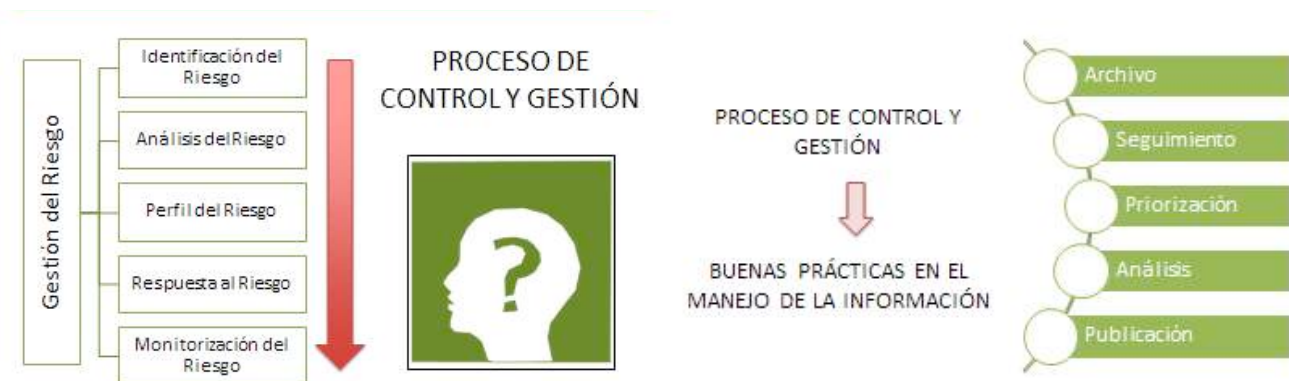 Gestión del Riesgo
Identificación del
Riesgo
Análisis del Riesgo
Perfil del Riesgo
Respuesta al Riesgo
Monitorización del
Riesgo
PROCESO DE
CONTROL Y GESTIÓN
?
PROCESO DE CONTROL Y
GESTIÓN
BUENAS PRÁCTICAS EN EL
MANEJO DE LA INFORMACIÓN
Archivo
Seguimiento
Priorización
Análisis
Publicación